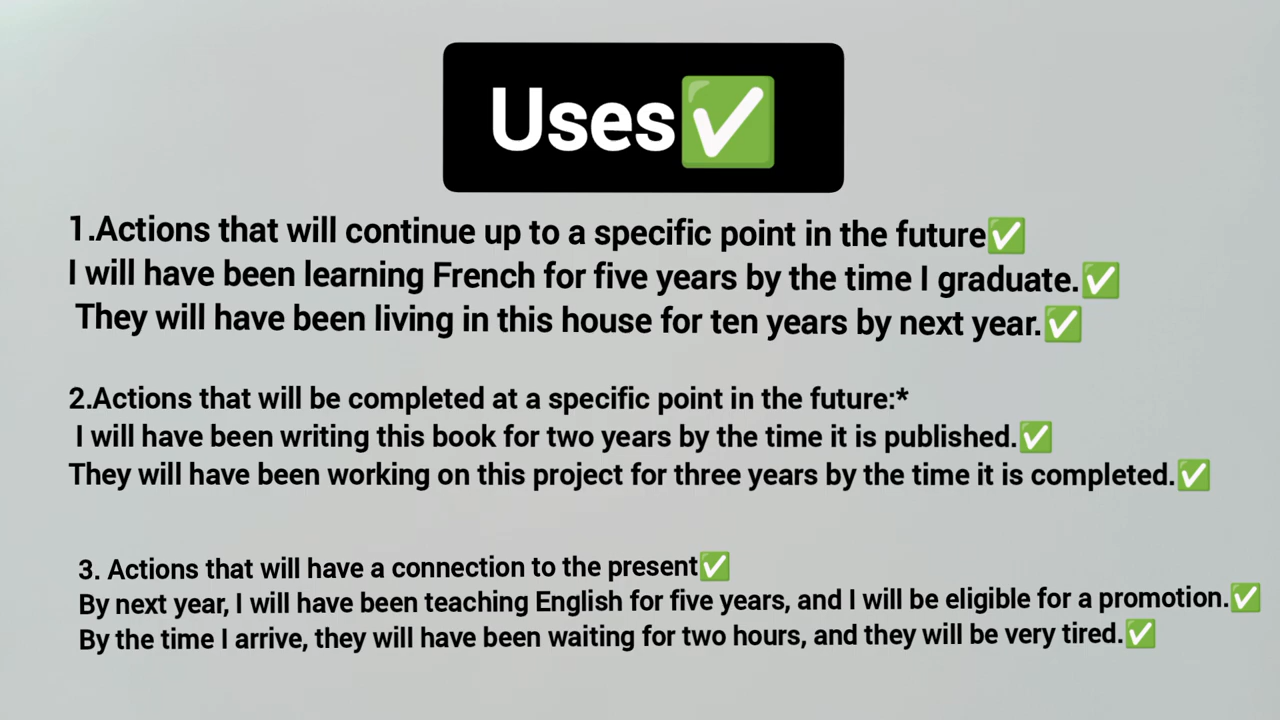 Uses✅
1.Actions that will continue up to a specific point in the future✅
I will have been learning French for five years by the time I graduate.✅
They will have been living in this house for ten years by next year.✅
2.Actions that will be completed at a specific point in the future:*
I will have been writing this book for two years by the time it is published.✅
They will have been working on this project for three years by the time it is completed.✅
3. Actions that will have a connection to the present✅
By next year, I will have been teaching English for five years, and I will be eligible for a promotion.✅
By the time I arrive, they will have been waiting for two hours, and they will be very tired.✅